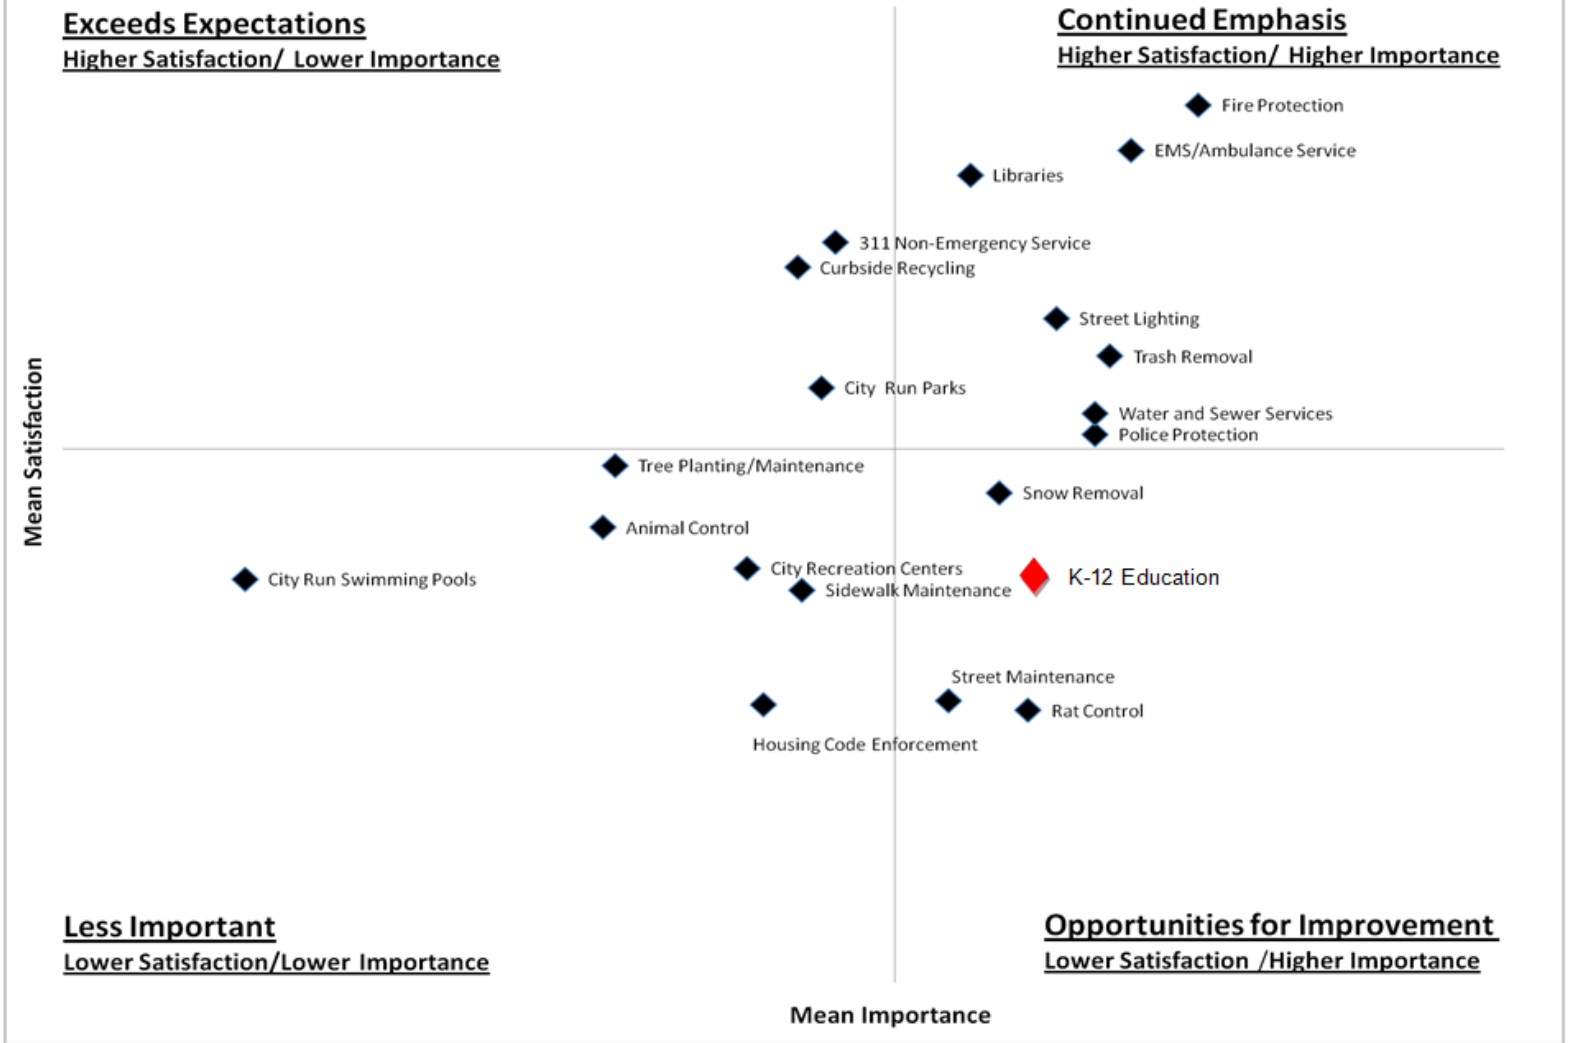 Exceeds Expectations
Higher Satisfaction/ Lower Importance
Continued Emphasis
Higher Satisfaction/ Higher Importance
Fire Protection
EMS/Ambulance Service
Libraries
311 Non-Emergency Service
Curbside Recycling
Street Lighting
Trash Removal
City Run Parks
Water and Sewer Services
Police Protection
Mean Satisfaction
Tree Planting/Maintenance
Snow Removal
Animal Control
City Recreation Centers
K-12 Education
City Run Swimming Pools
Sidewalk Maintenance
Street Maintenance
Rat Control
Housing Code Enforcement
Less Important
Lower Satisfaction/Lower Importance
Opportunities for Improvement
Lower Satisfaction /Higher Importance
Mean Importance